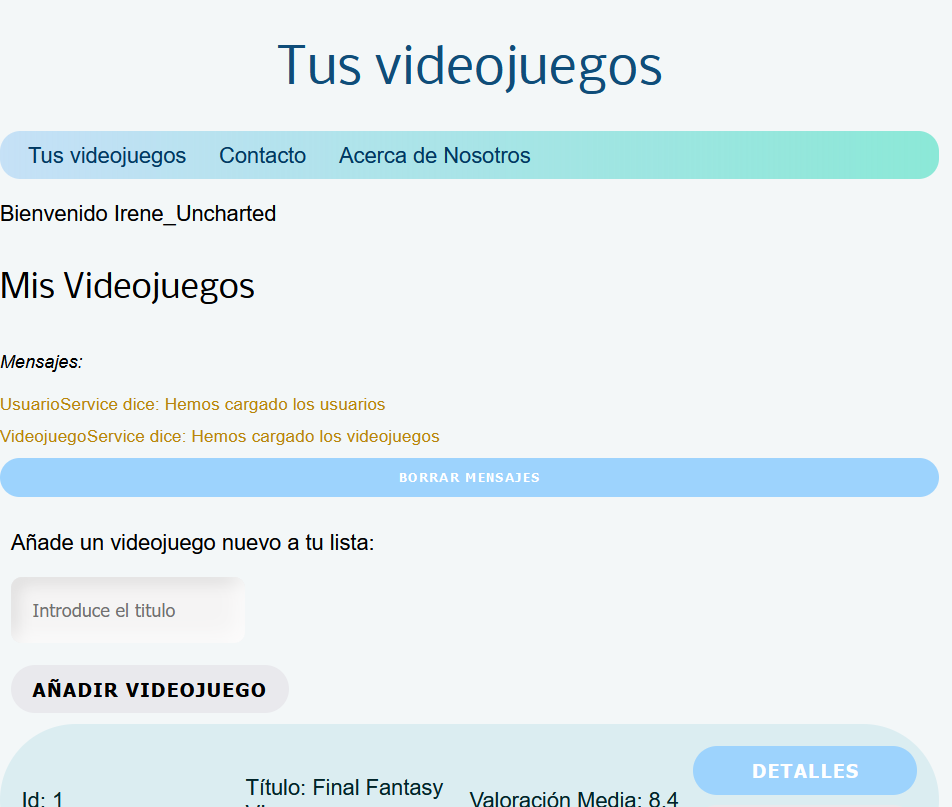 Tus videojuegos
Tus videojuegos Contacto Acerca de Nosotros
Bienvenido Irene_Uncharted
Mis Videojuegos
Mensajes:
UsuarioService dice: Hemos cargado los usuarios
VideojuegoService dice: Hemos cargado los videojuegos
BORRAR MENSAJES
Añade un videojuego nuevo a tu lista:
Introduce el titulo
AÑADIR VIDEOJUEGO
Id: 1
Título: Final Fantasy
Valoración Media: 8.4
DETALLES